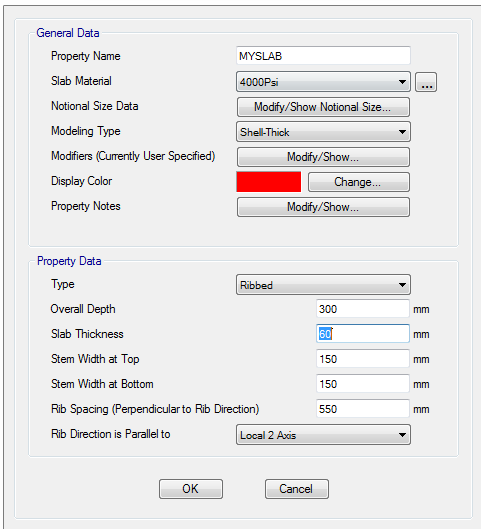 General Data
Property Name MYSLAB
Slab Material 4000Psi ...
Notional Size Data Modify/Show Notional Size...
Modeling Type Shell-Thick
Modifiers (Currently User Specified) Modify/Show...
Display Color Change...
Property Notes Modify/Show...
Property Data
Type Ribbed
Overall Depth 300 mm
Slab Thickness 60 mm
Stem Width at Top 150 mm
Stem Width at Bottom 150 mm
Rib Spacing (Perpendicular to Rib Direction) 550 mm
Rib Direction is Parallel to Local 2 Axis
OK Cancel